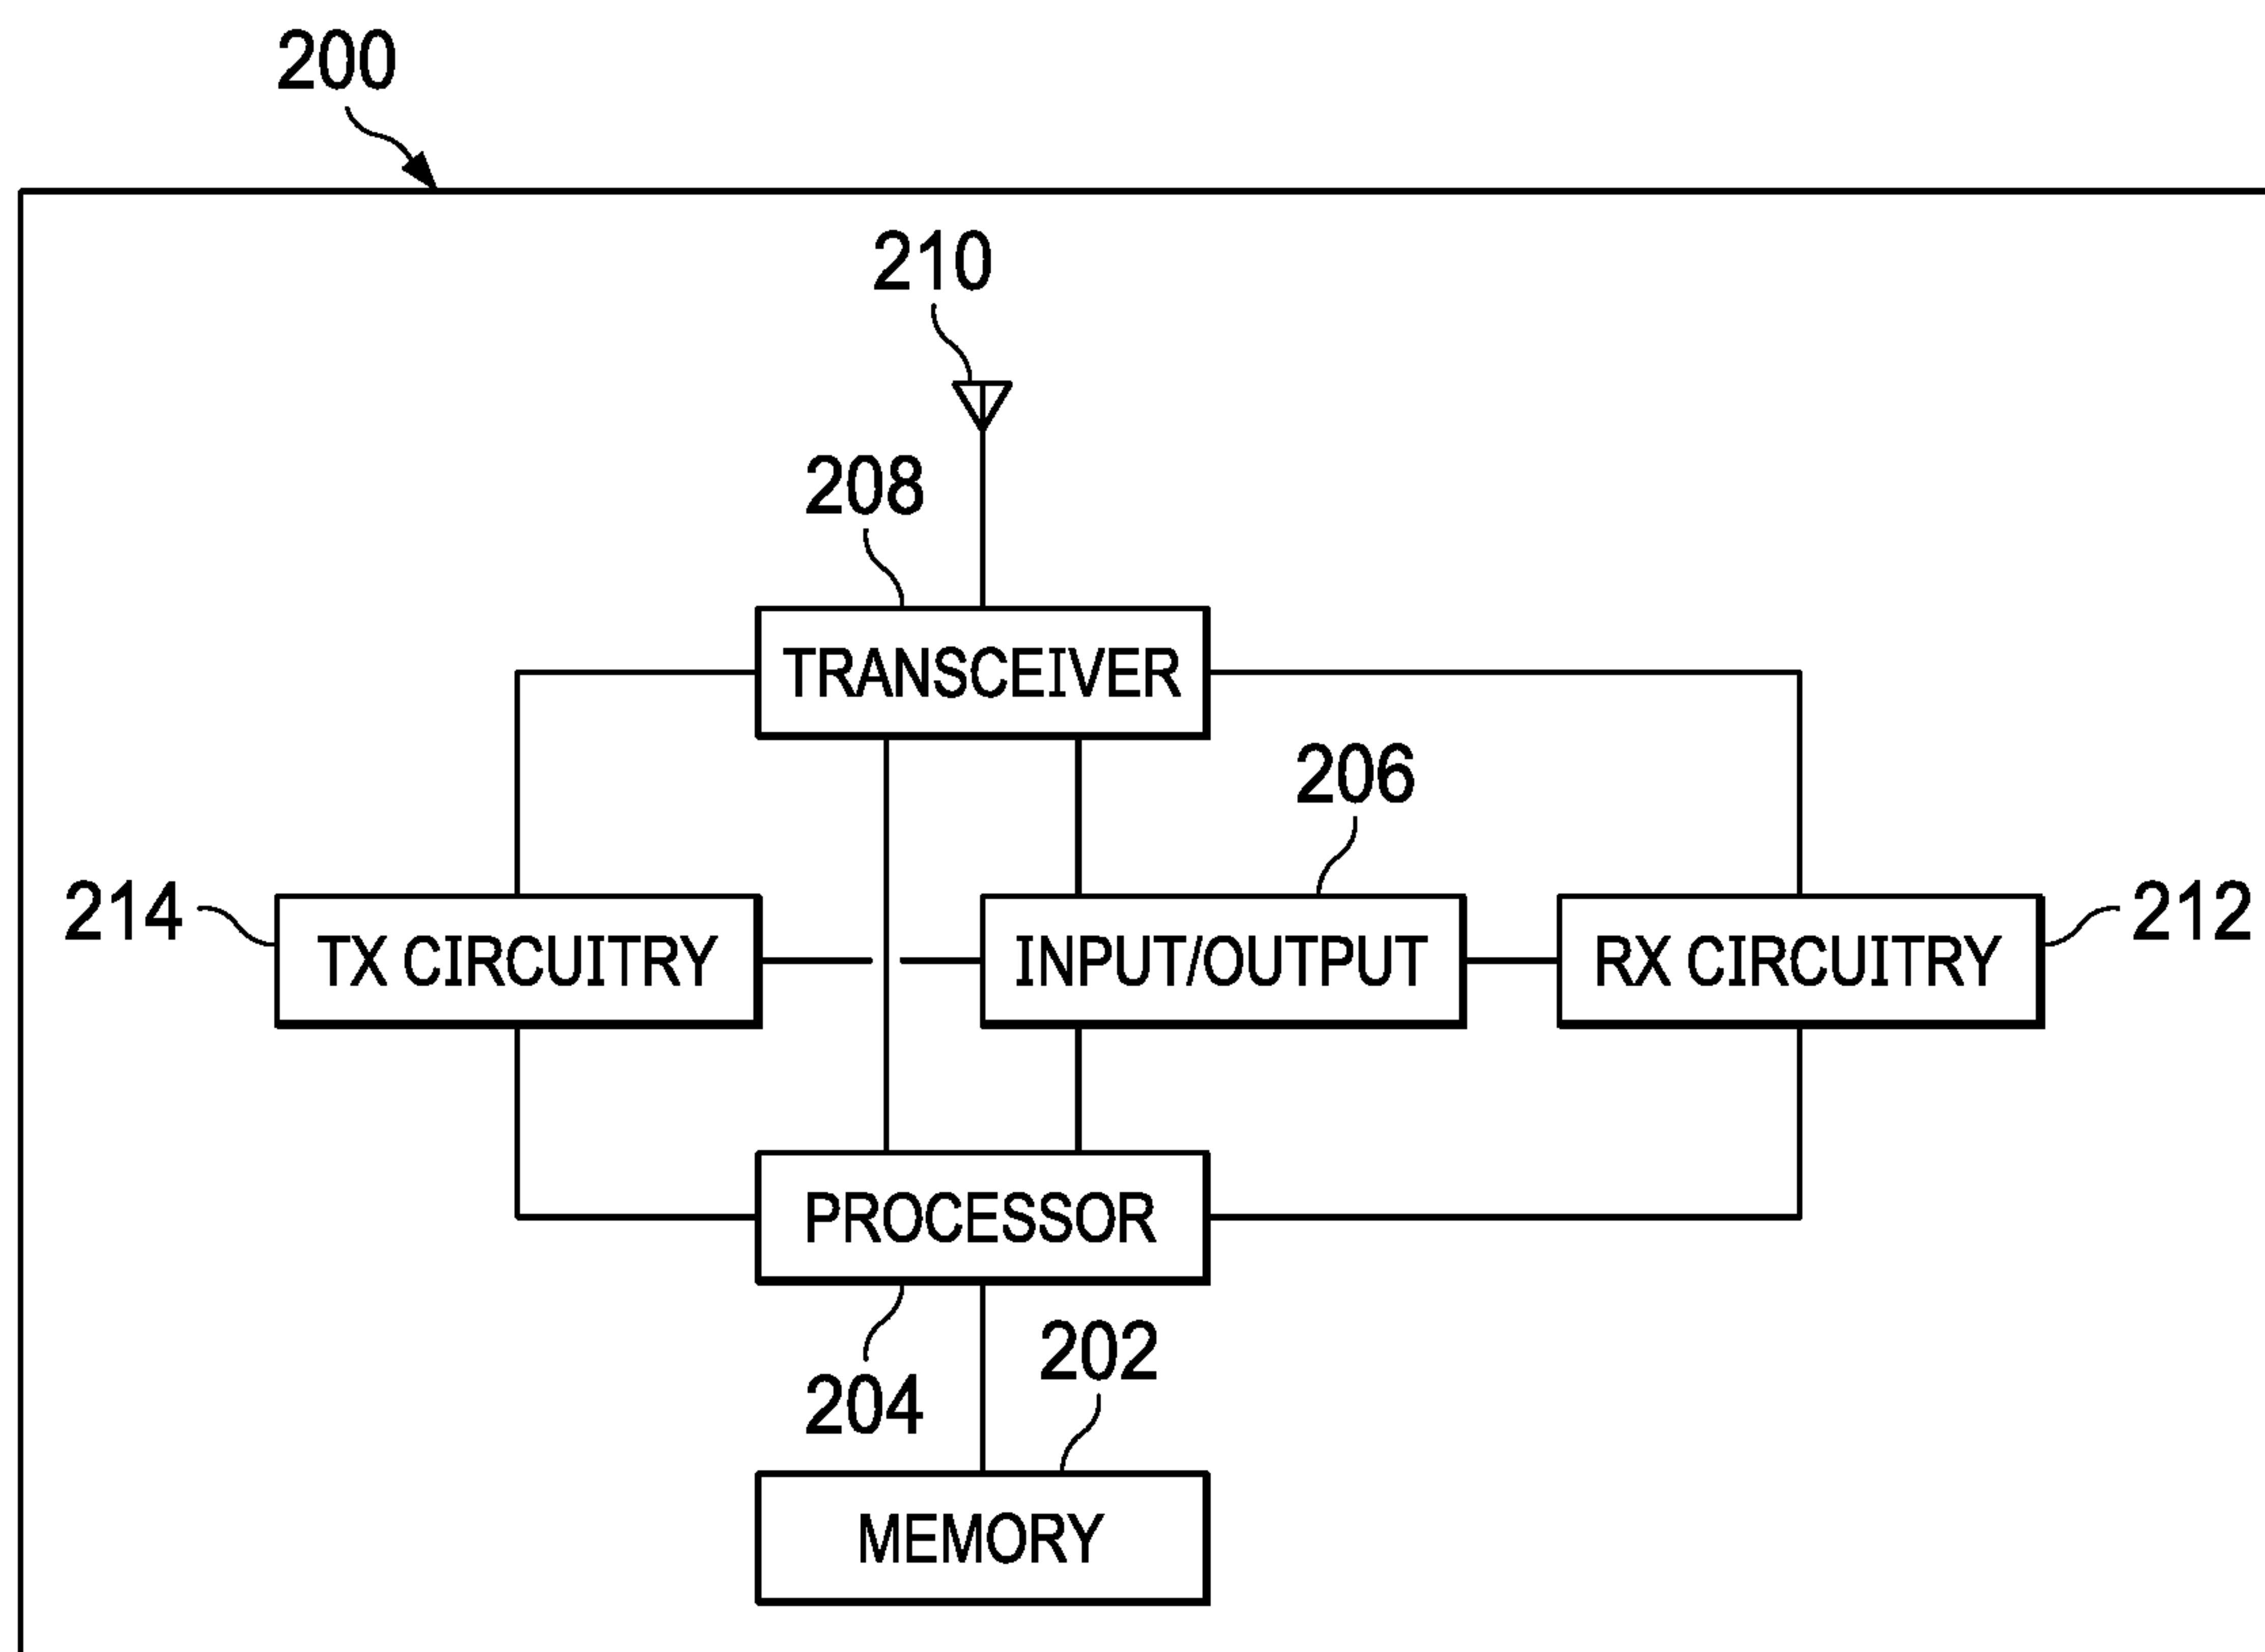 200
210
208
TRANSCEIVER
206
214
TX CIRCUITRY
INPUT/OUTPUT
RX CIRCUITRY
212
PROCESSOR
204
202
MEMORY